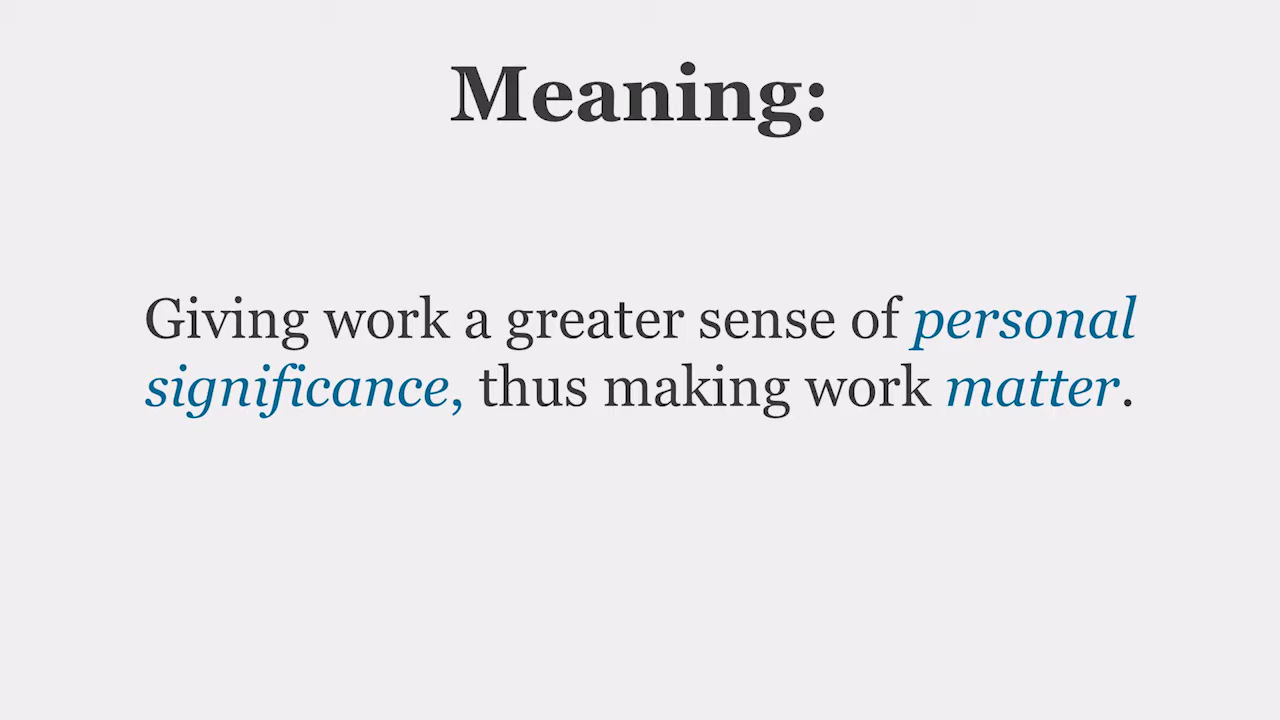 Meaning:
Giving work a greater sense of personal
significance, thus making work matter.